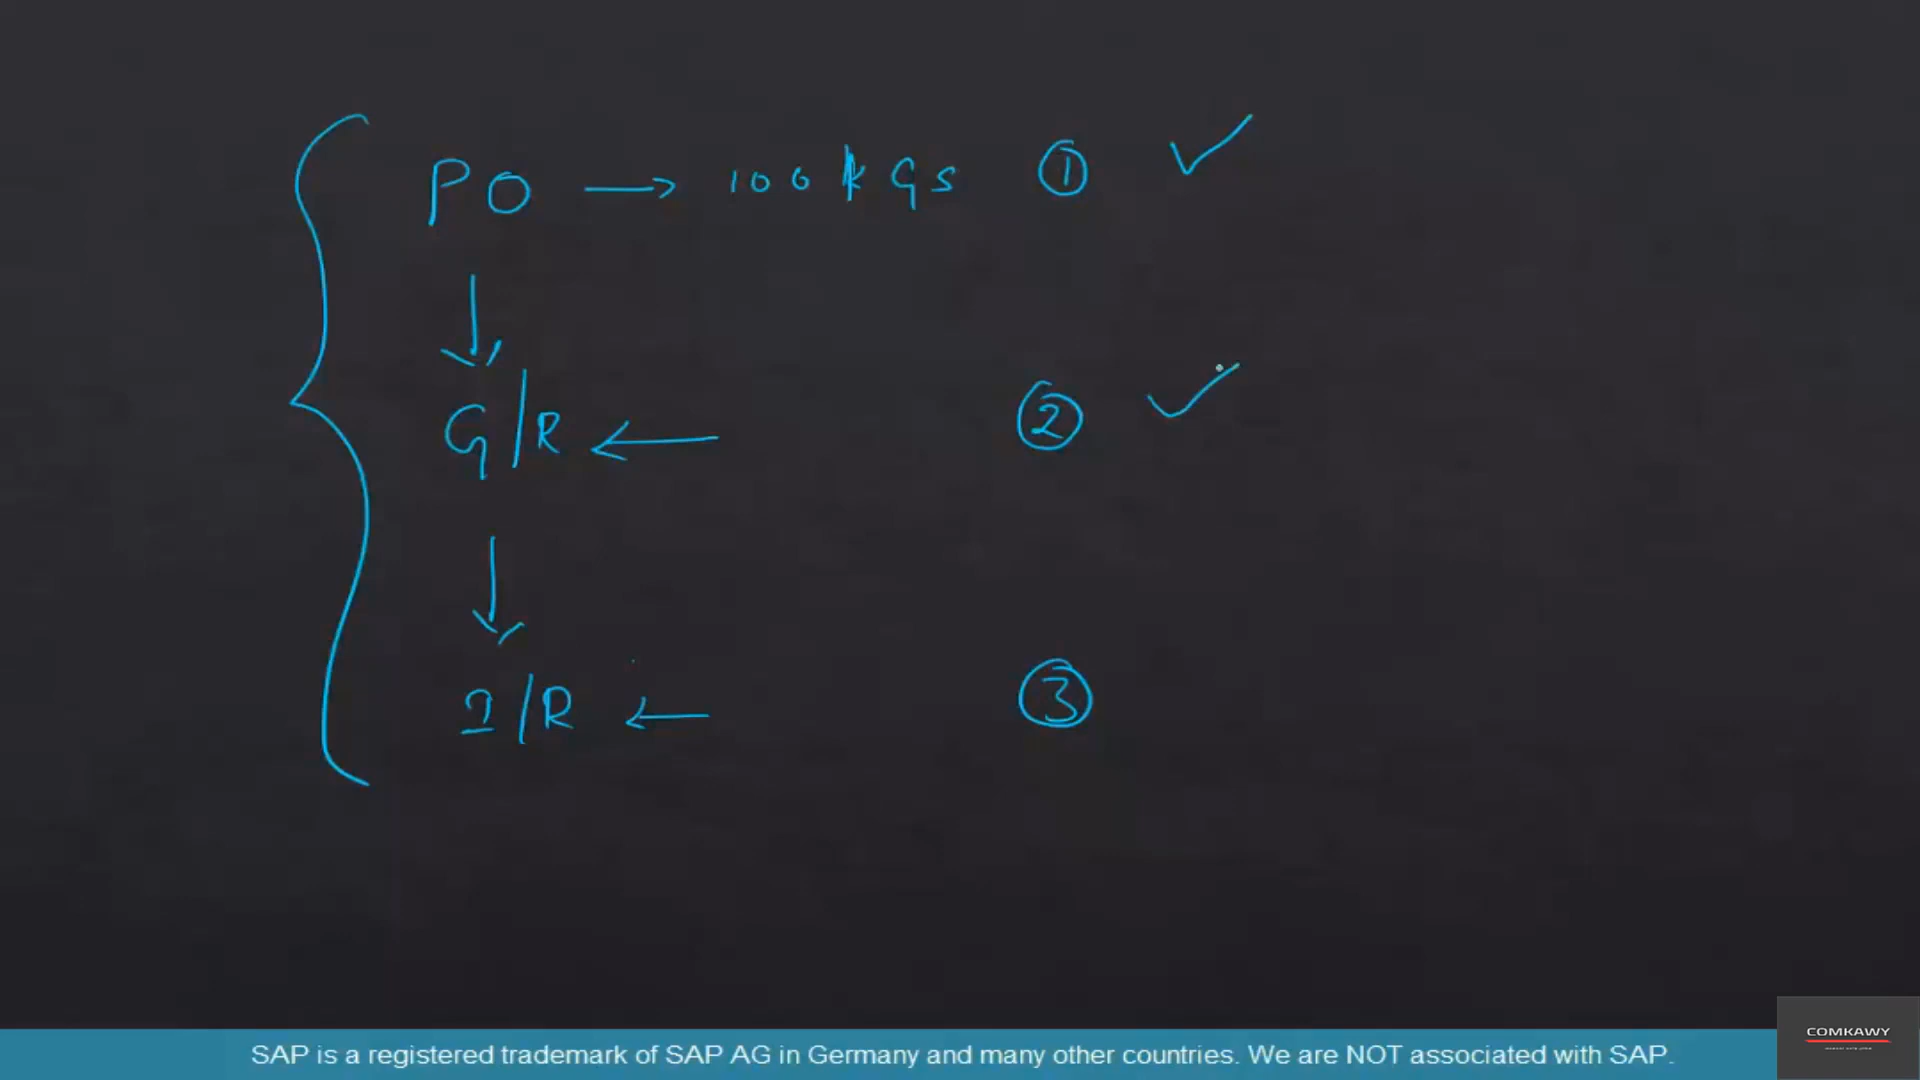 PO → 100 KGs ① ✓
↓
G/R ← ② ✓
↓
I/R ← ③
COMKAWY
SAP is a registered trademark of SAP AG in Germany and many other countries. We are NOT associated with SAP.